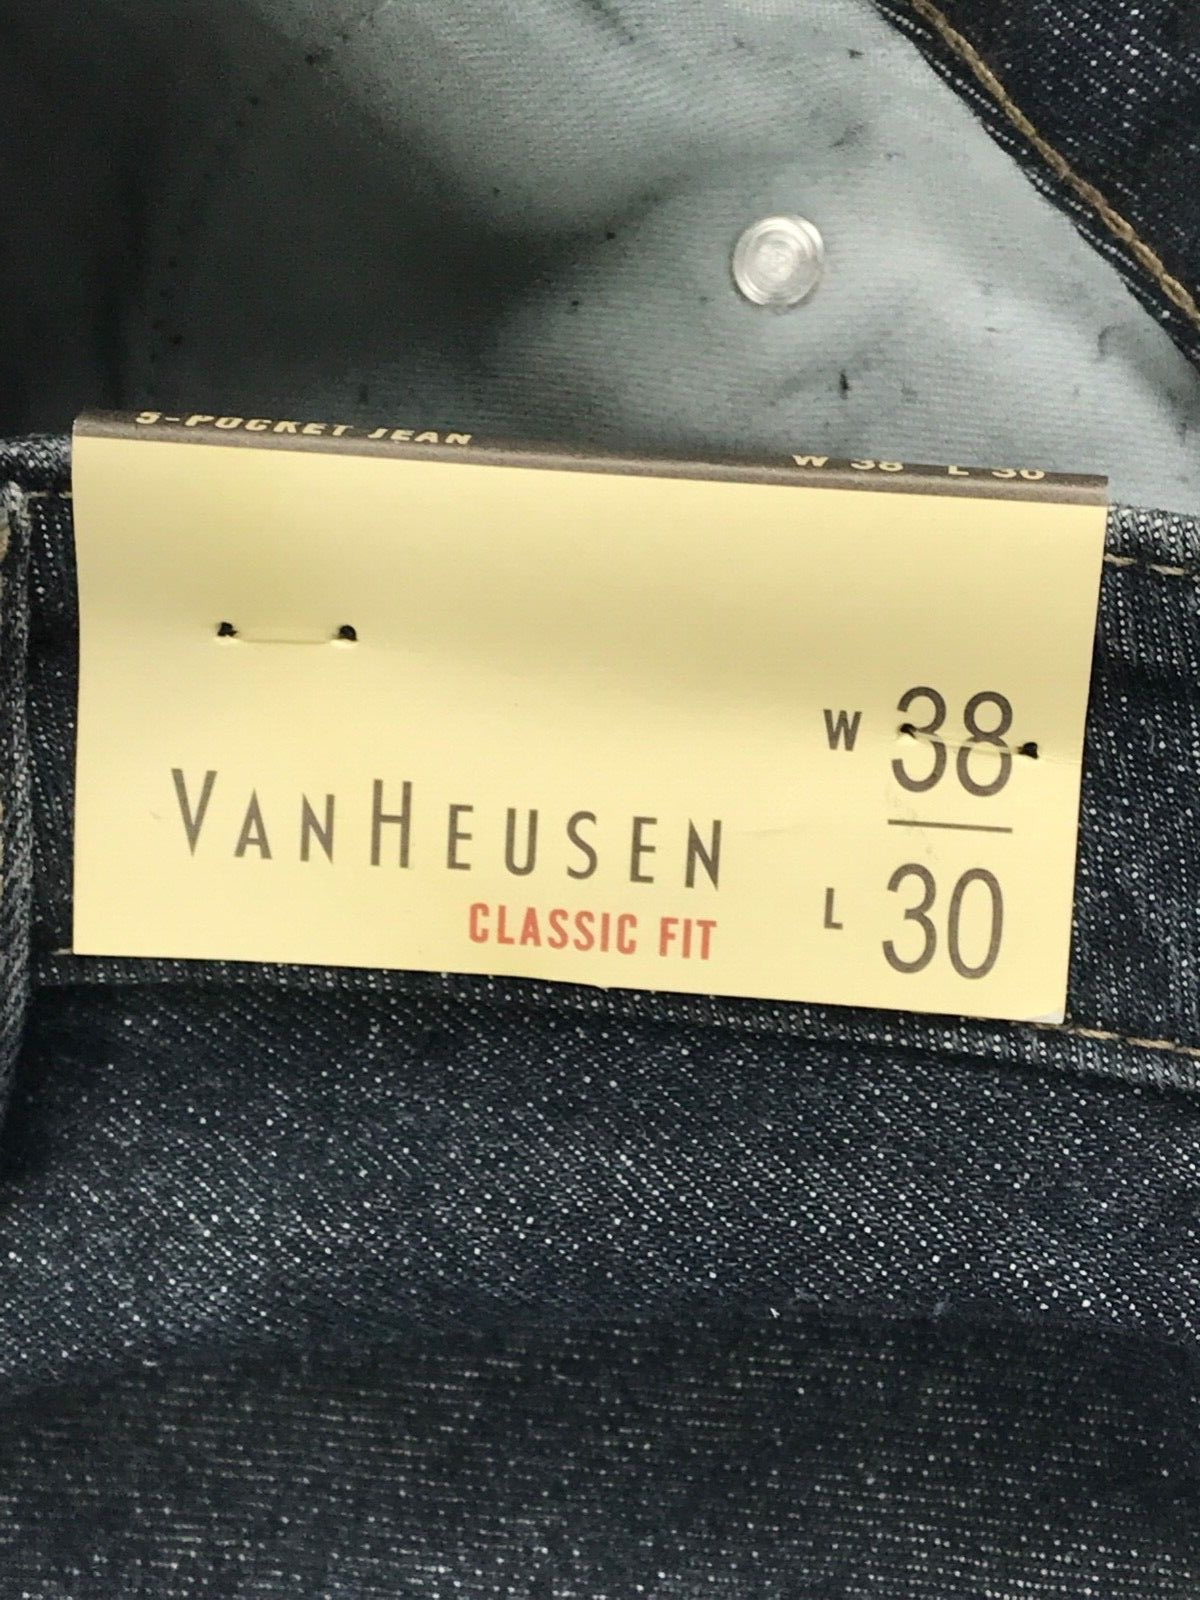 5-POCKET JEAN
W 38 L 30
W 38
VANHEUSEN
CLASSIC FIT
L 30